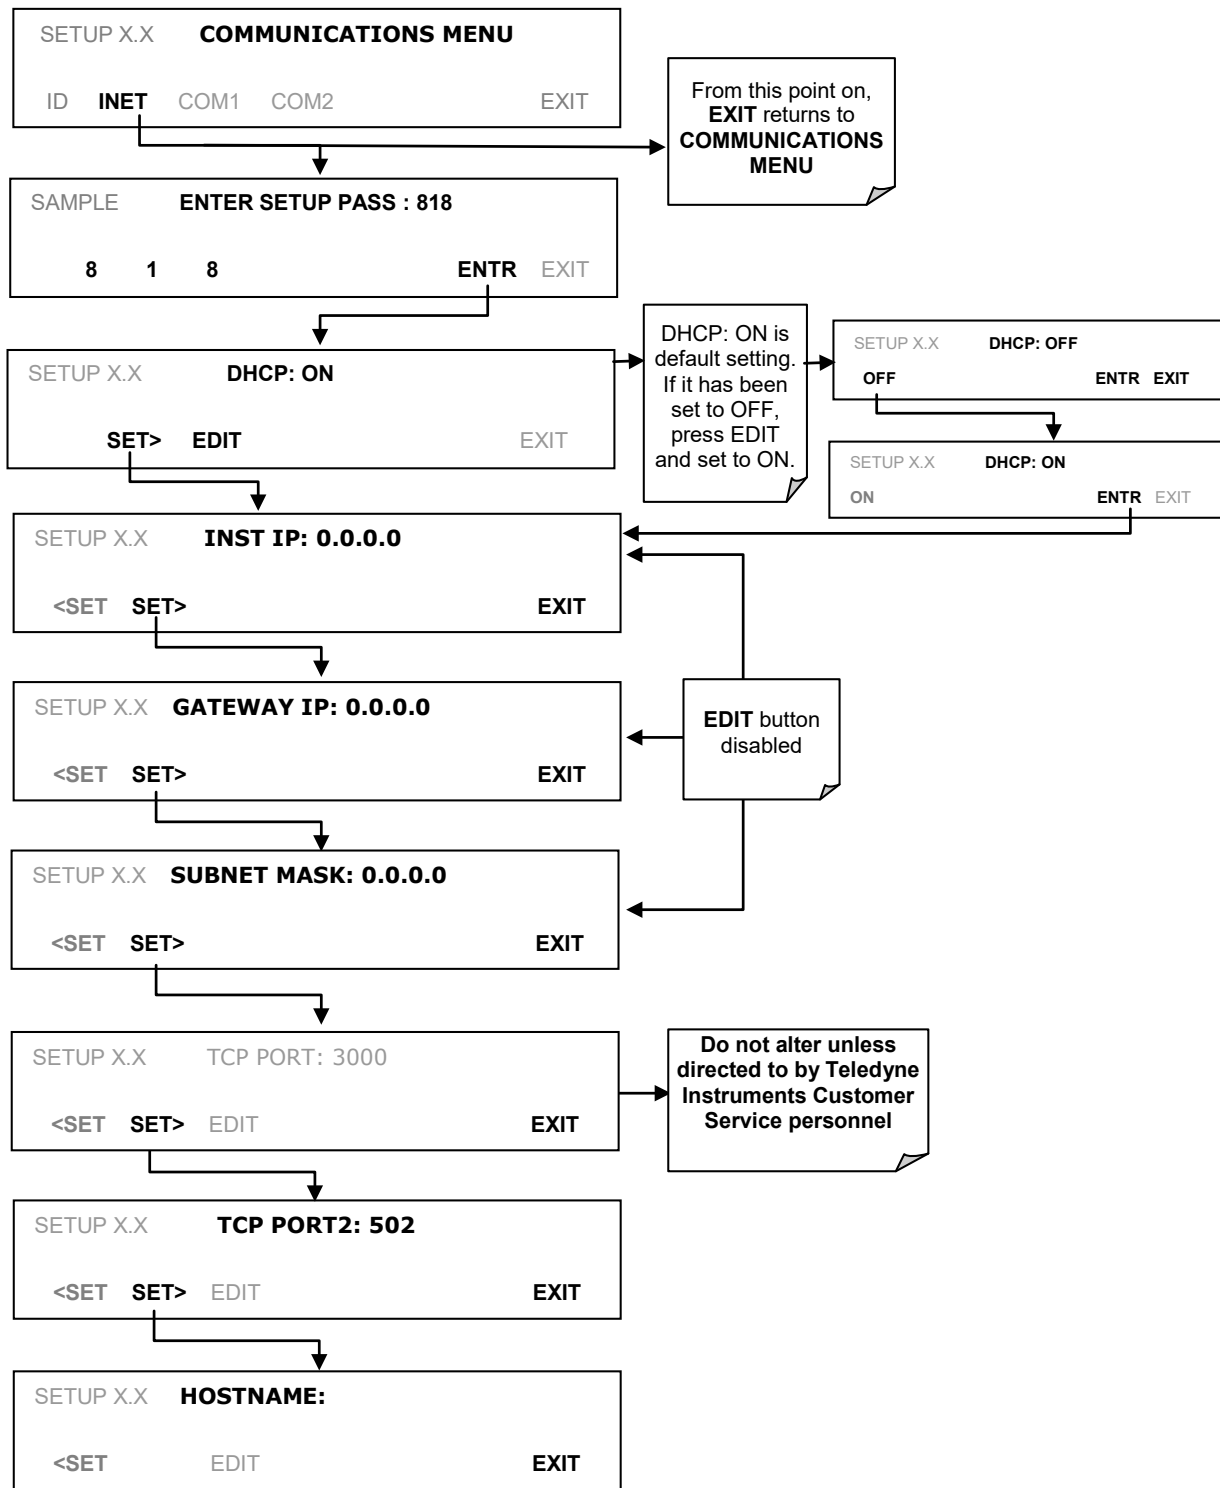 SETUP X.X COMMUNICATIONS MENU
ID INET COM1 COM2 EXIT
From this point on,
EXIT returns to
COMMUNICATIONS
MENU
SAMPLE ENTER SETUP PASS : 818
8 1 8 ENTR EXIT
SETUP X.X DHCP: ON
SET> EDIT EXIT
DHCP: ON is
default setting.
If it has been
set to OFF,
press EDIT
and set to ON.
SETUP X.X DHCP: OFF
OFF ENTR EXIT
SETUP X.X DHCP: ON
ON ENTR EXIT
SETUP X.X INST IP: 0.0.0.0
<SET SET> EXIT
SETUP X.X GATEWAY IP: 0.0.0.0
<SET SET> EXIT
EDIT button
disabled
SETUP X.X SUBNET MASK: 0.0.0.0
<SET SET> EXIT
SETUP X.X TCP PORT: 3000
<SET SET> EDIT EXIT
Do not alter unless
directed to by Teledyne
Instruments Customer
Service personnel
SETUP X.X TCP PORT2: 502
<SET SET> EDIT EXIT
SETUP X.X HOSTNAME:
<SET EDIT EXIT